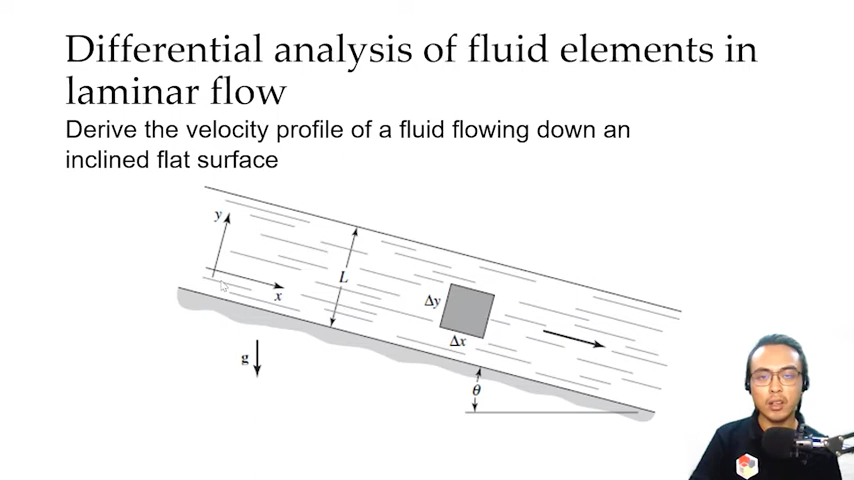 Differential analysis of fluid elements in
laminar flow
Derive the velocity profile of a fluid flowing down an
inclined flat surface
y
L
x
Δy
Δx
g
θ